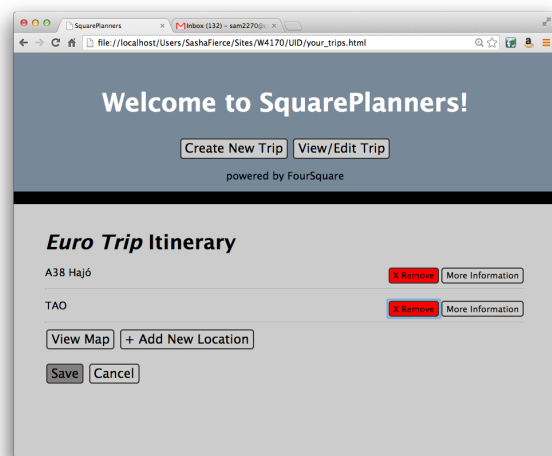 SquarePlanners
Inbox (132) – sam2270@
file://localhost/Users/SashaFierce/Sites/W4170/UID/your_trips.html
Welcome to SquarePlanners!
Create New Trip View/Edit Trip
powered by FourSquare
Euro Trip Itinerary
A38 Hajó X Remove More Information
TAO X Remove More Information
View Map + Add New Location
Save Cancel